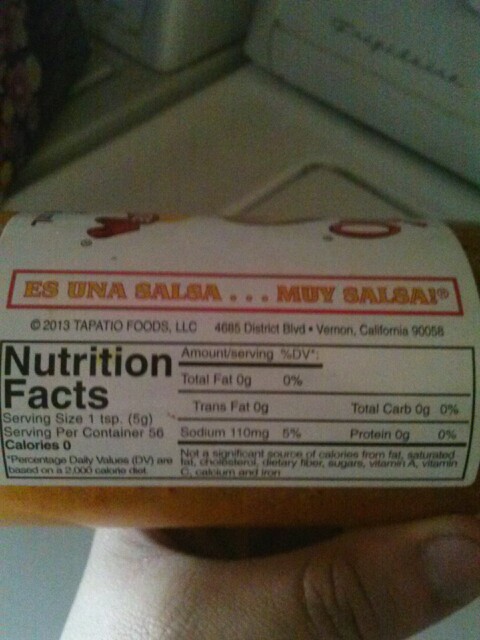 Frigidaire
ES UNA SALSA . . . MUY SALSA!®
© 2013 TAPATIO FOODS, LLC 4685 District Blvd • Vernon, California 90058
Nutrition
Facts
Serving Size 1 tsp. (5g)
Serving Per Container 56
Calories 0
*Percentage Daily Values (DV) are
based on a 2,000 calorie diet.
Amount/serving %DV*:
Total Fat 0g 0%
Trans Fat 0g Total Carb 0g 0%
Sodium 110mg 5% Protein 0g 0%
Not a significant source of calories from fat, saturated
fat, cholesterol, dietary fiber, sugars, vitamin A, vitamin
C, calcium and iron